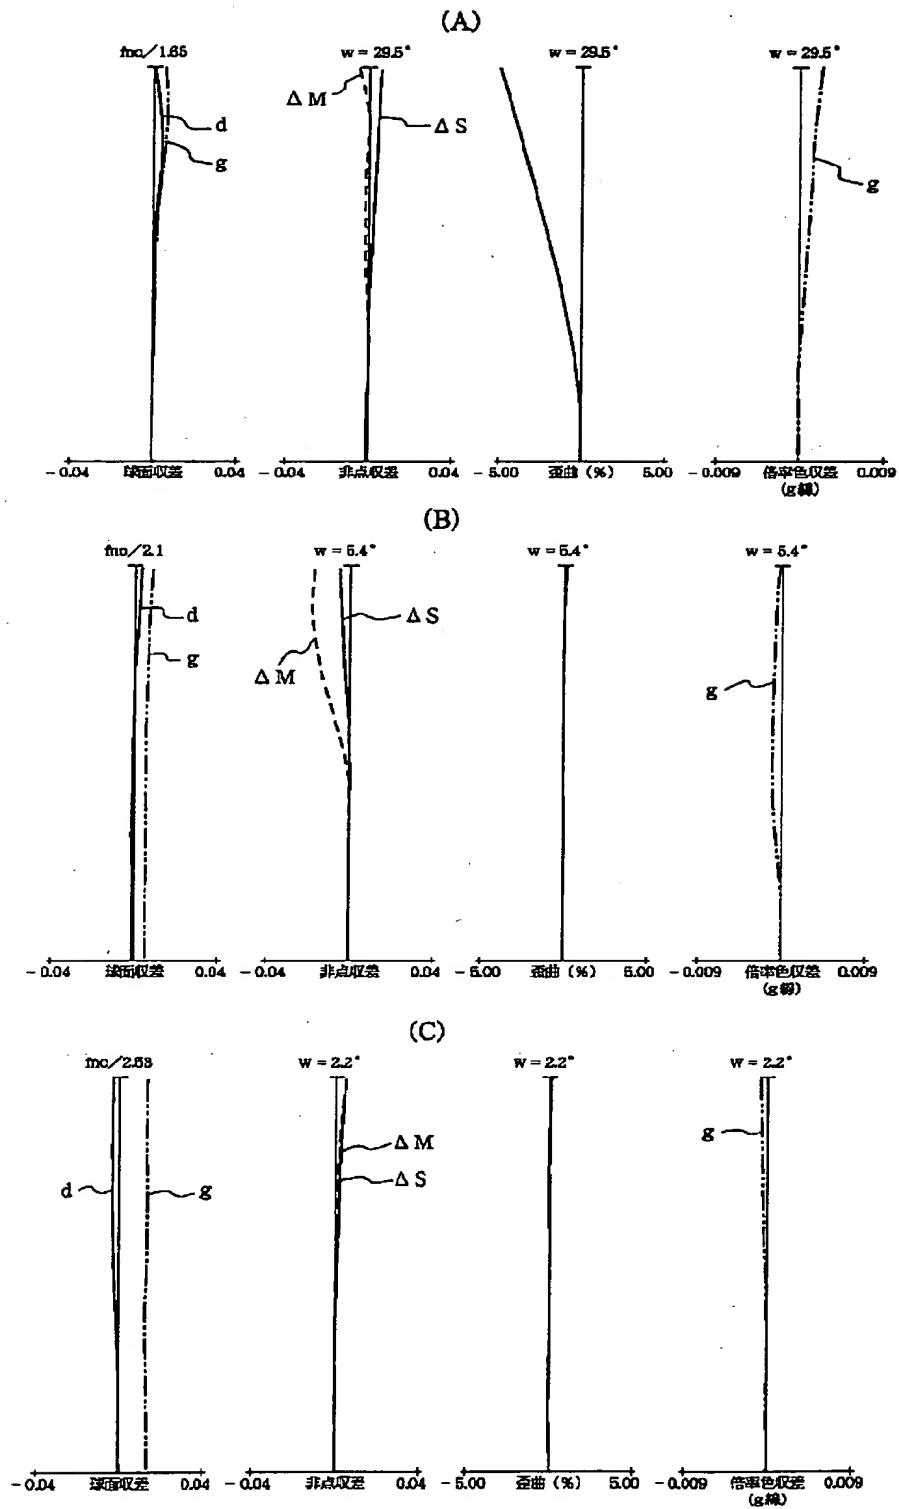 (A)
fno/1.65
w = 29.5°
w = 29.5°
w = 29.5°
ΔM
d
ΔS
g
g
-0.04 球面収差 0.04
-0.04 非点収差 0.04
-5.00 歪曲 (%) 5.00
-0.009 倍率色収差 0.009
(g線)
(B)
fno/2.1
w = 5.4°
w = 5.4°
w = 5.4°
d
ΔS
g
ΔM
g
-0.04 球面収差 0.04
-0.04 非点収差 0.04
-5.00 歪曲 (%) 5.00
-0.009 倍率色収差 0.009
(g線)
(C)
fno/2.53
w = 2.2°
w = 2.2°
w = 2.2°
g
ΔM
ΔS
d
g
-0.04 球面収差 0.04
-0.04 非点収差 0.04
-5.00 歪曲 (%) 5.00
-0.009 倍率色収差 0.009
(g線)